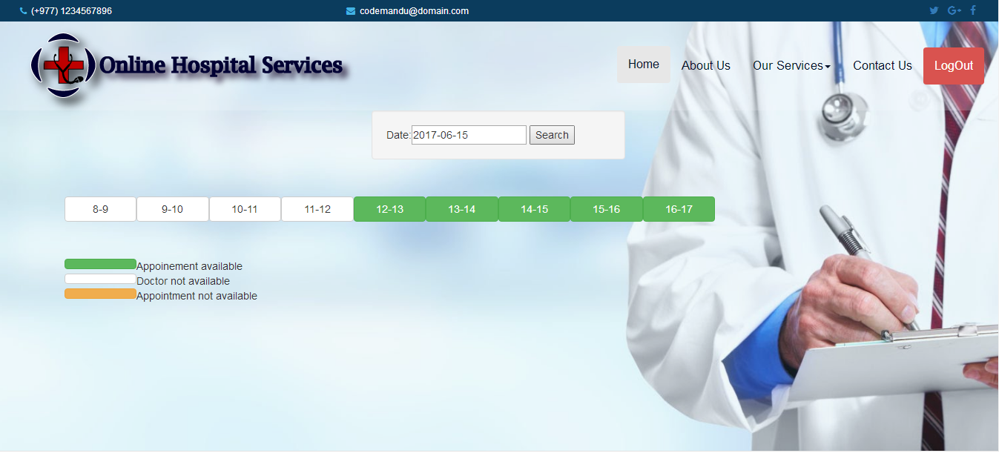 (+977) 1234567896 codemandu@domain.com G+ f
Online Hospital Services Home About Us Our Services Contact Us LogOut
Date: 2017-06-15 Search
8-9 9-10 10-11 11-12 12-13 13-14 14-15 15-16 16-17
Appoinement available
Doctor not available
Appointment not available